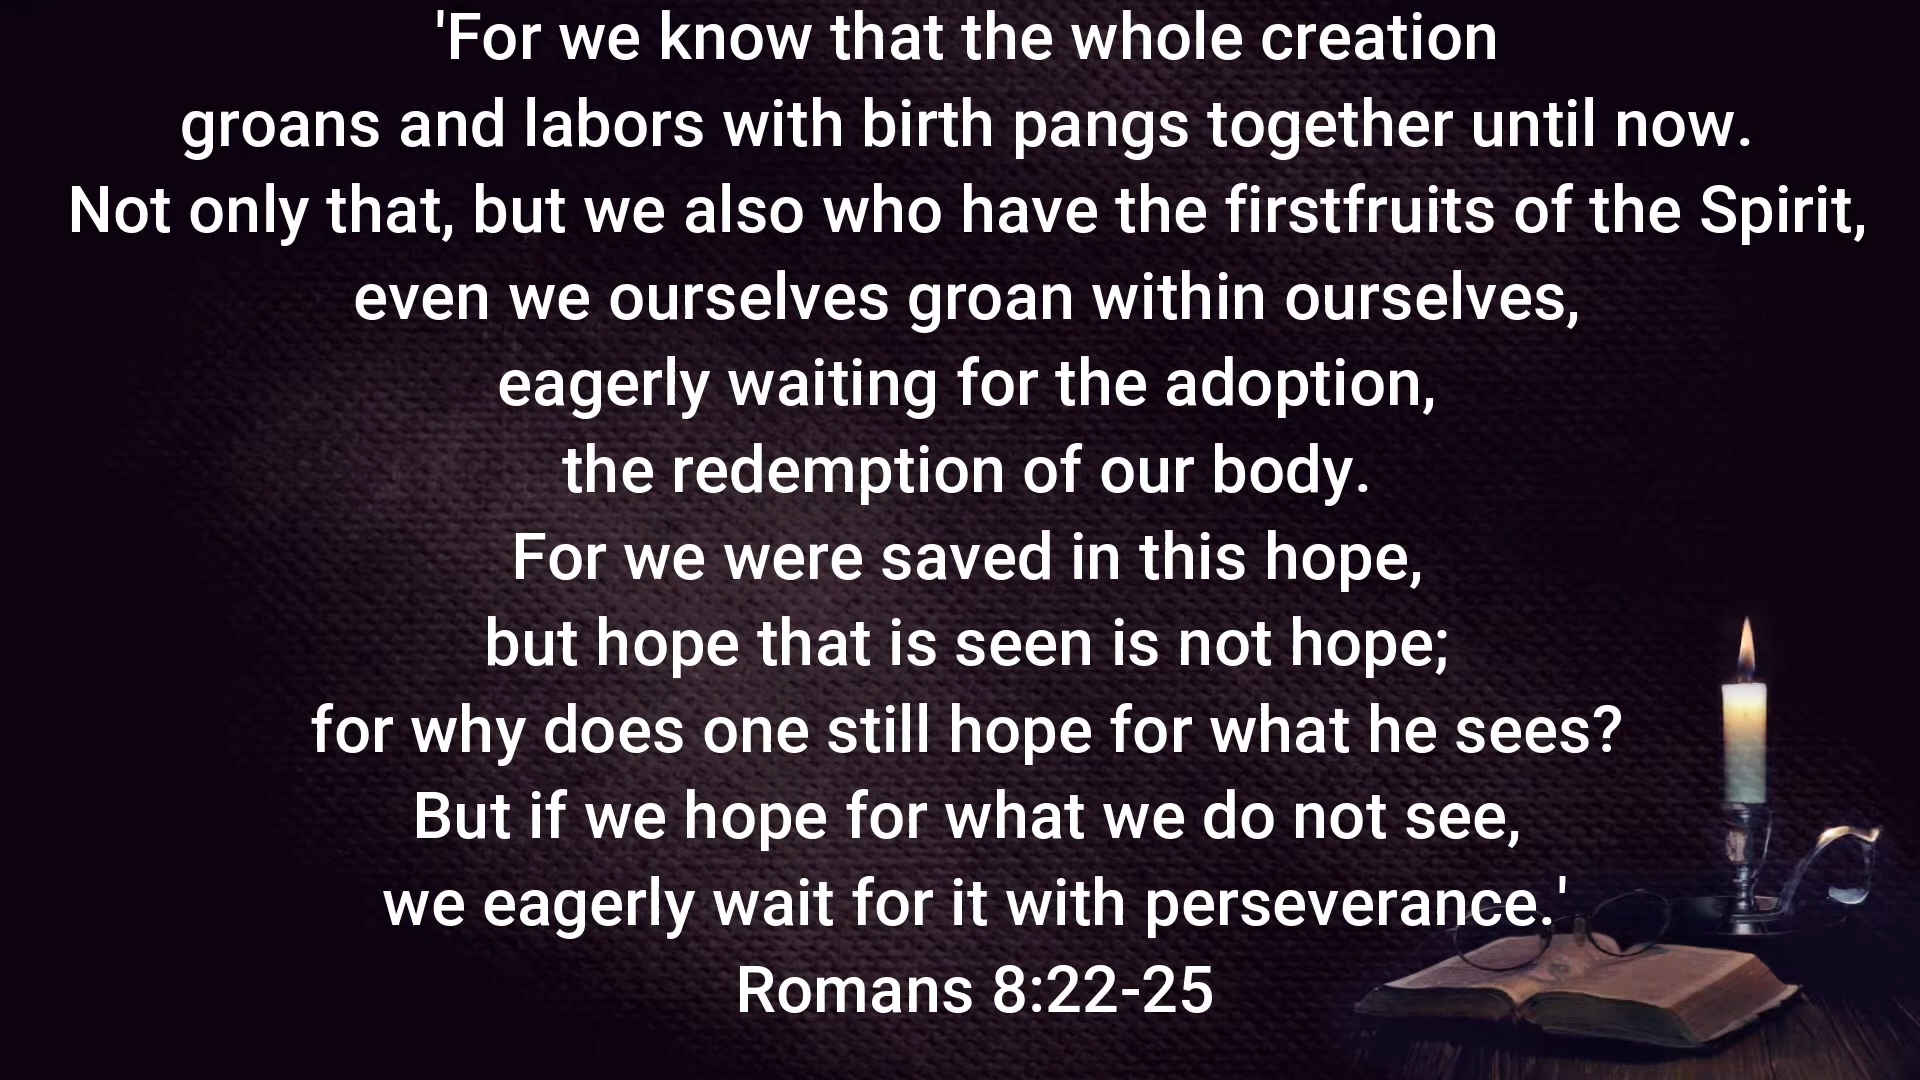 'For we know that the whole creation
groans and labors with birth pangs together until now.
Not only that, but we also who have the firstfruits of the Spirit,
even we ourselves groan within ourselves,
eagerly waiting for the adoption,
the redemption of our body.
For we were saved in this hope,
but hope that is seen is not hope;
for why does one still hope for what he sees?
But if we hope for what we do not see,
we eagerly wait for it with perseverance.'
Romans 8:22-25